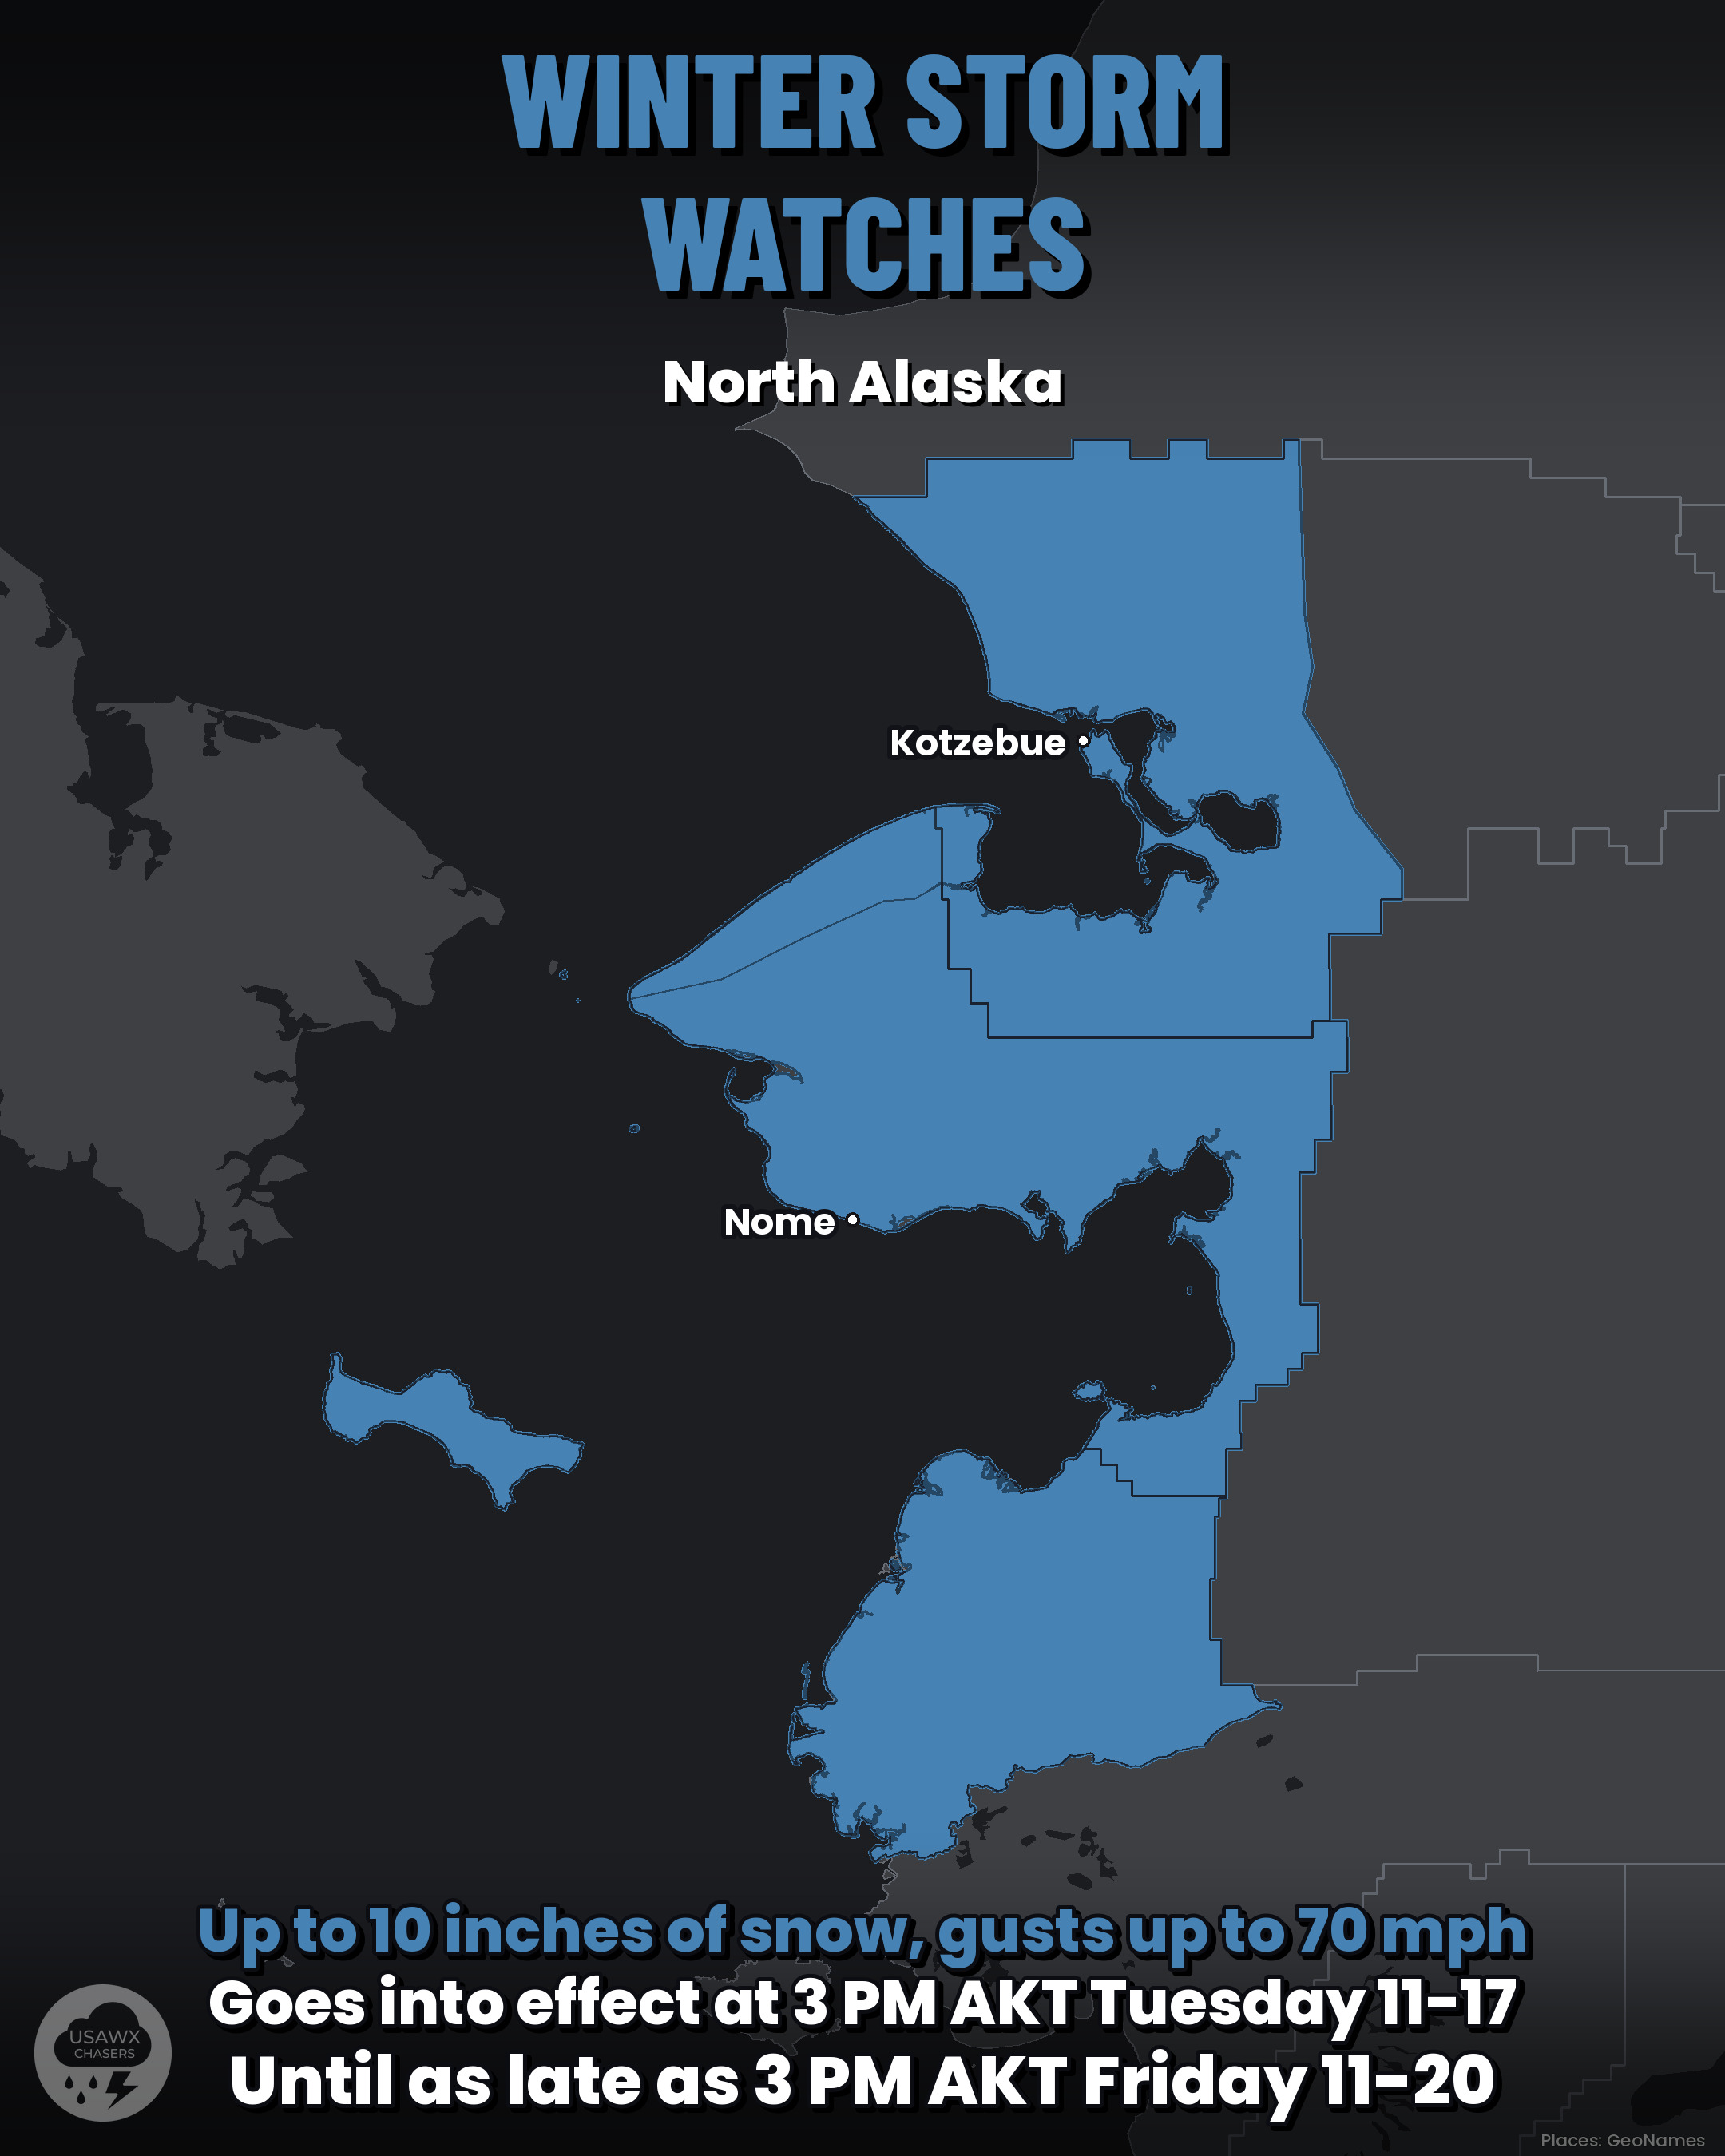 WINTER STORM
WATCHES
North Alaska
Kotzebue
Nome
Up to 10 inches of snow, gusts up to 70 mph
Goes into effect at 3 PM AKT Tuesday 11-17
Until as late as 3 PM AKT Friday 11-20
USAWX
CHASERS
Places: GeoNames